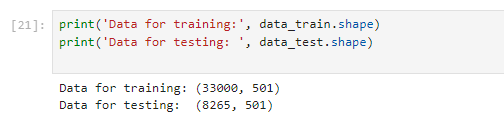 [21]: print('Data for training:', data_train.shape)
print('Data for testing: ', data_test.shape)
Data for training: (33000, 501)
Data for testing:  (8265, 501)